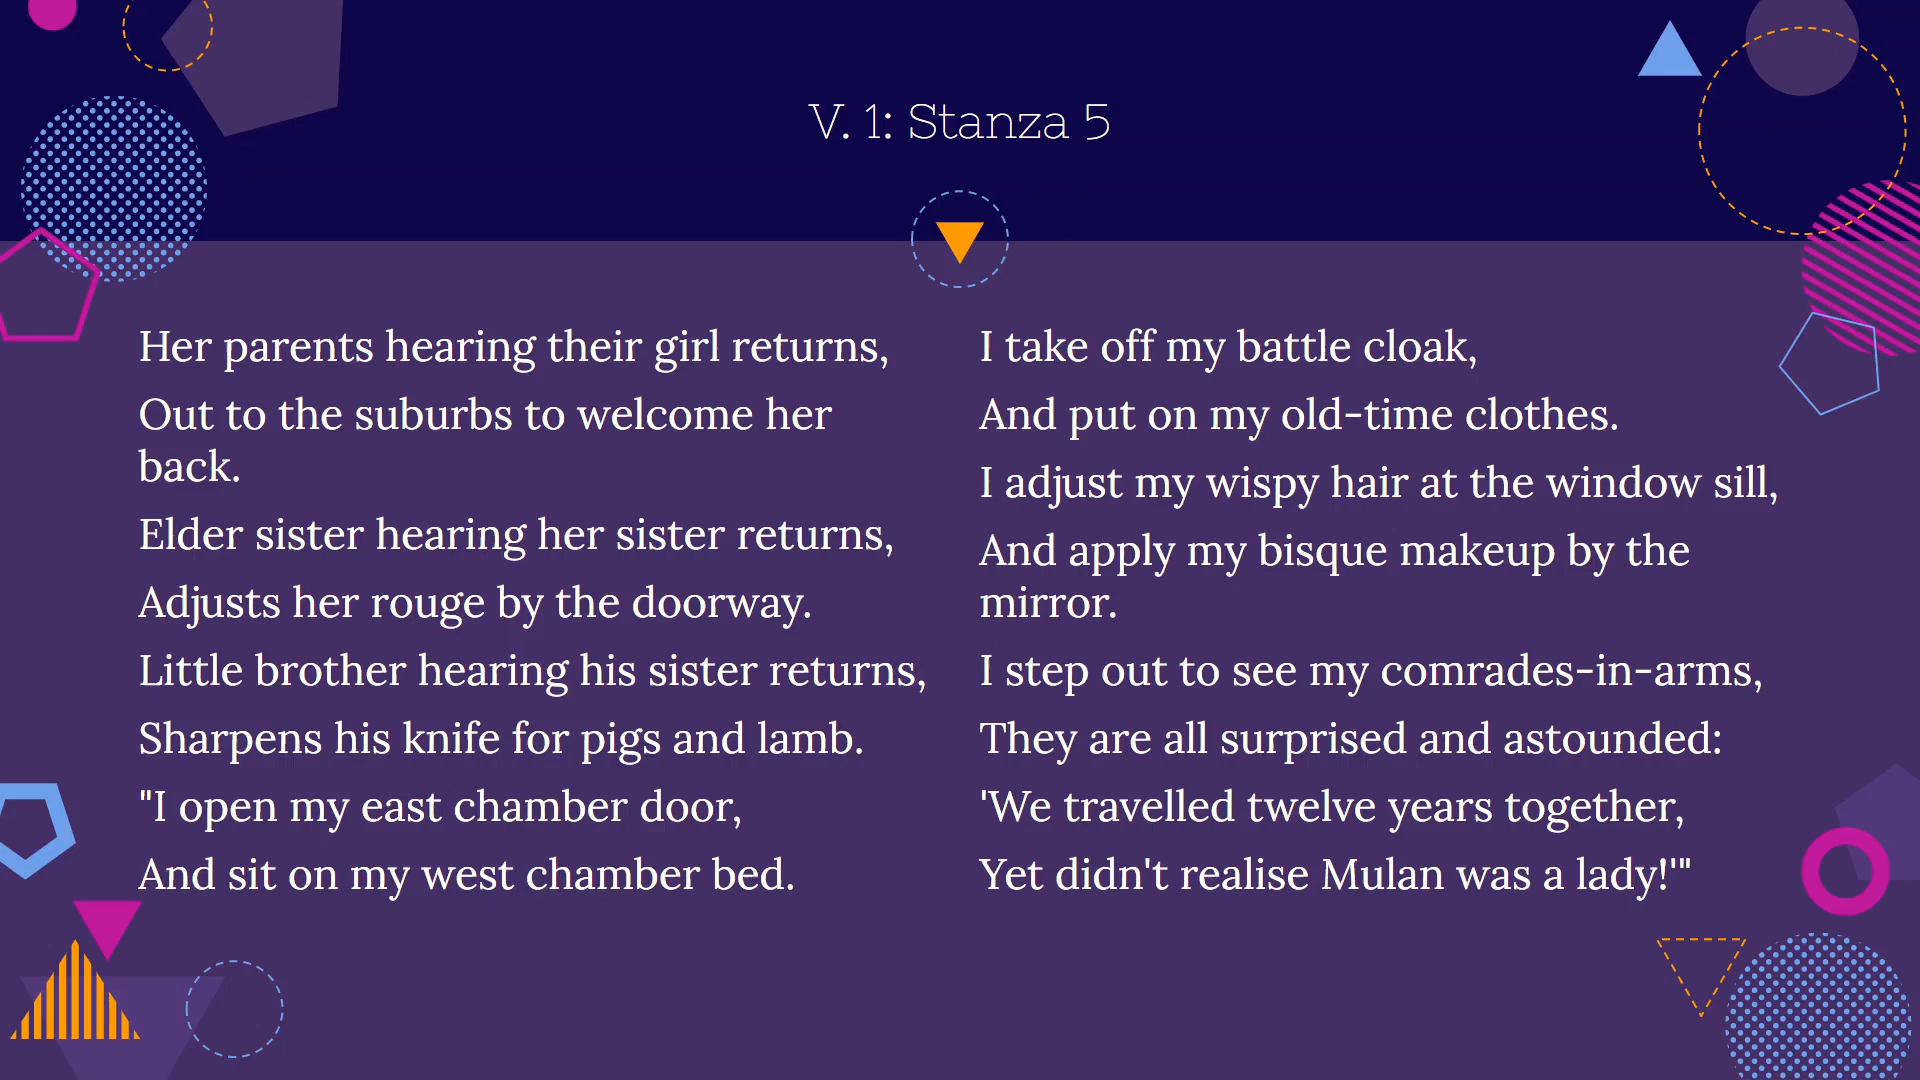 V. 1: Stanza 5
Her parents hearing their girl returns,
Out to the suburbs to welcome her
back.
Elder sister hearing her sister returns,
Adjusts her rouge by the doorway.
Little brother hearing his sister returns,
Sharpens his knife for pigs and lamb.
"I open my east chamber door,
And sit on my west chamber bed.
I take off my battle cloak,
And put on my old-time clothes.
I adjust my wispy hair at the window sill,
And apply my bisque makeup by the
mirror.
I step out to see my comrades-in-arms,
They are all surprised and astounded:
'We travelled twelve years together,
Yet didn't realise Mulan was a lady!'"